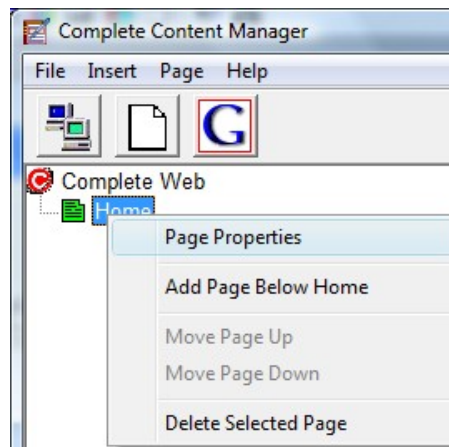 Complete Content Manager
File Insert Page Help
G
Complete Web
Home
Page Properties
Add Page Below Home
Move Page Up
Move Page Down
Delete Selected Page